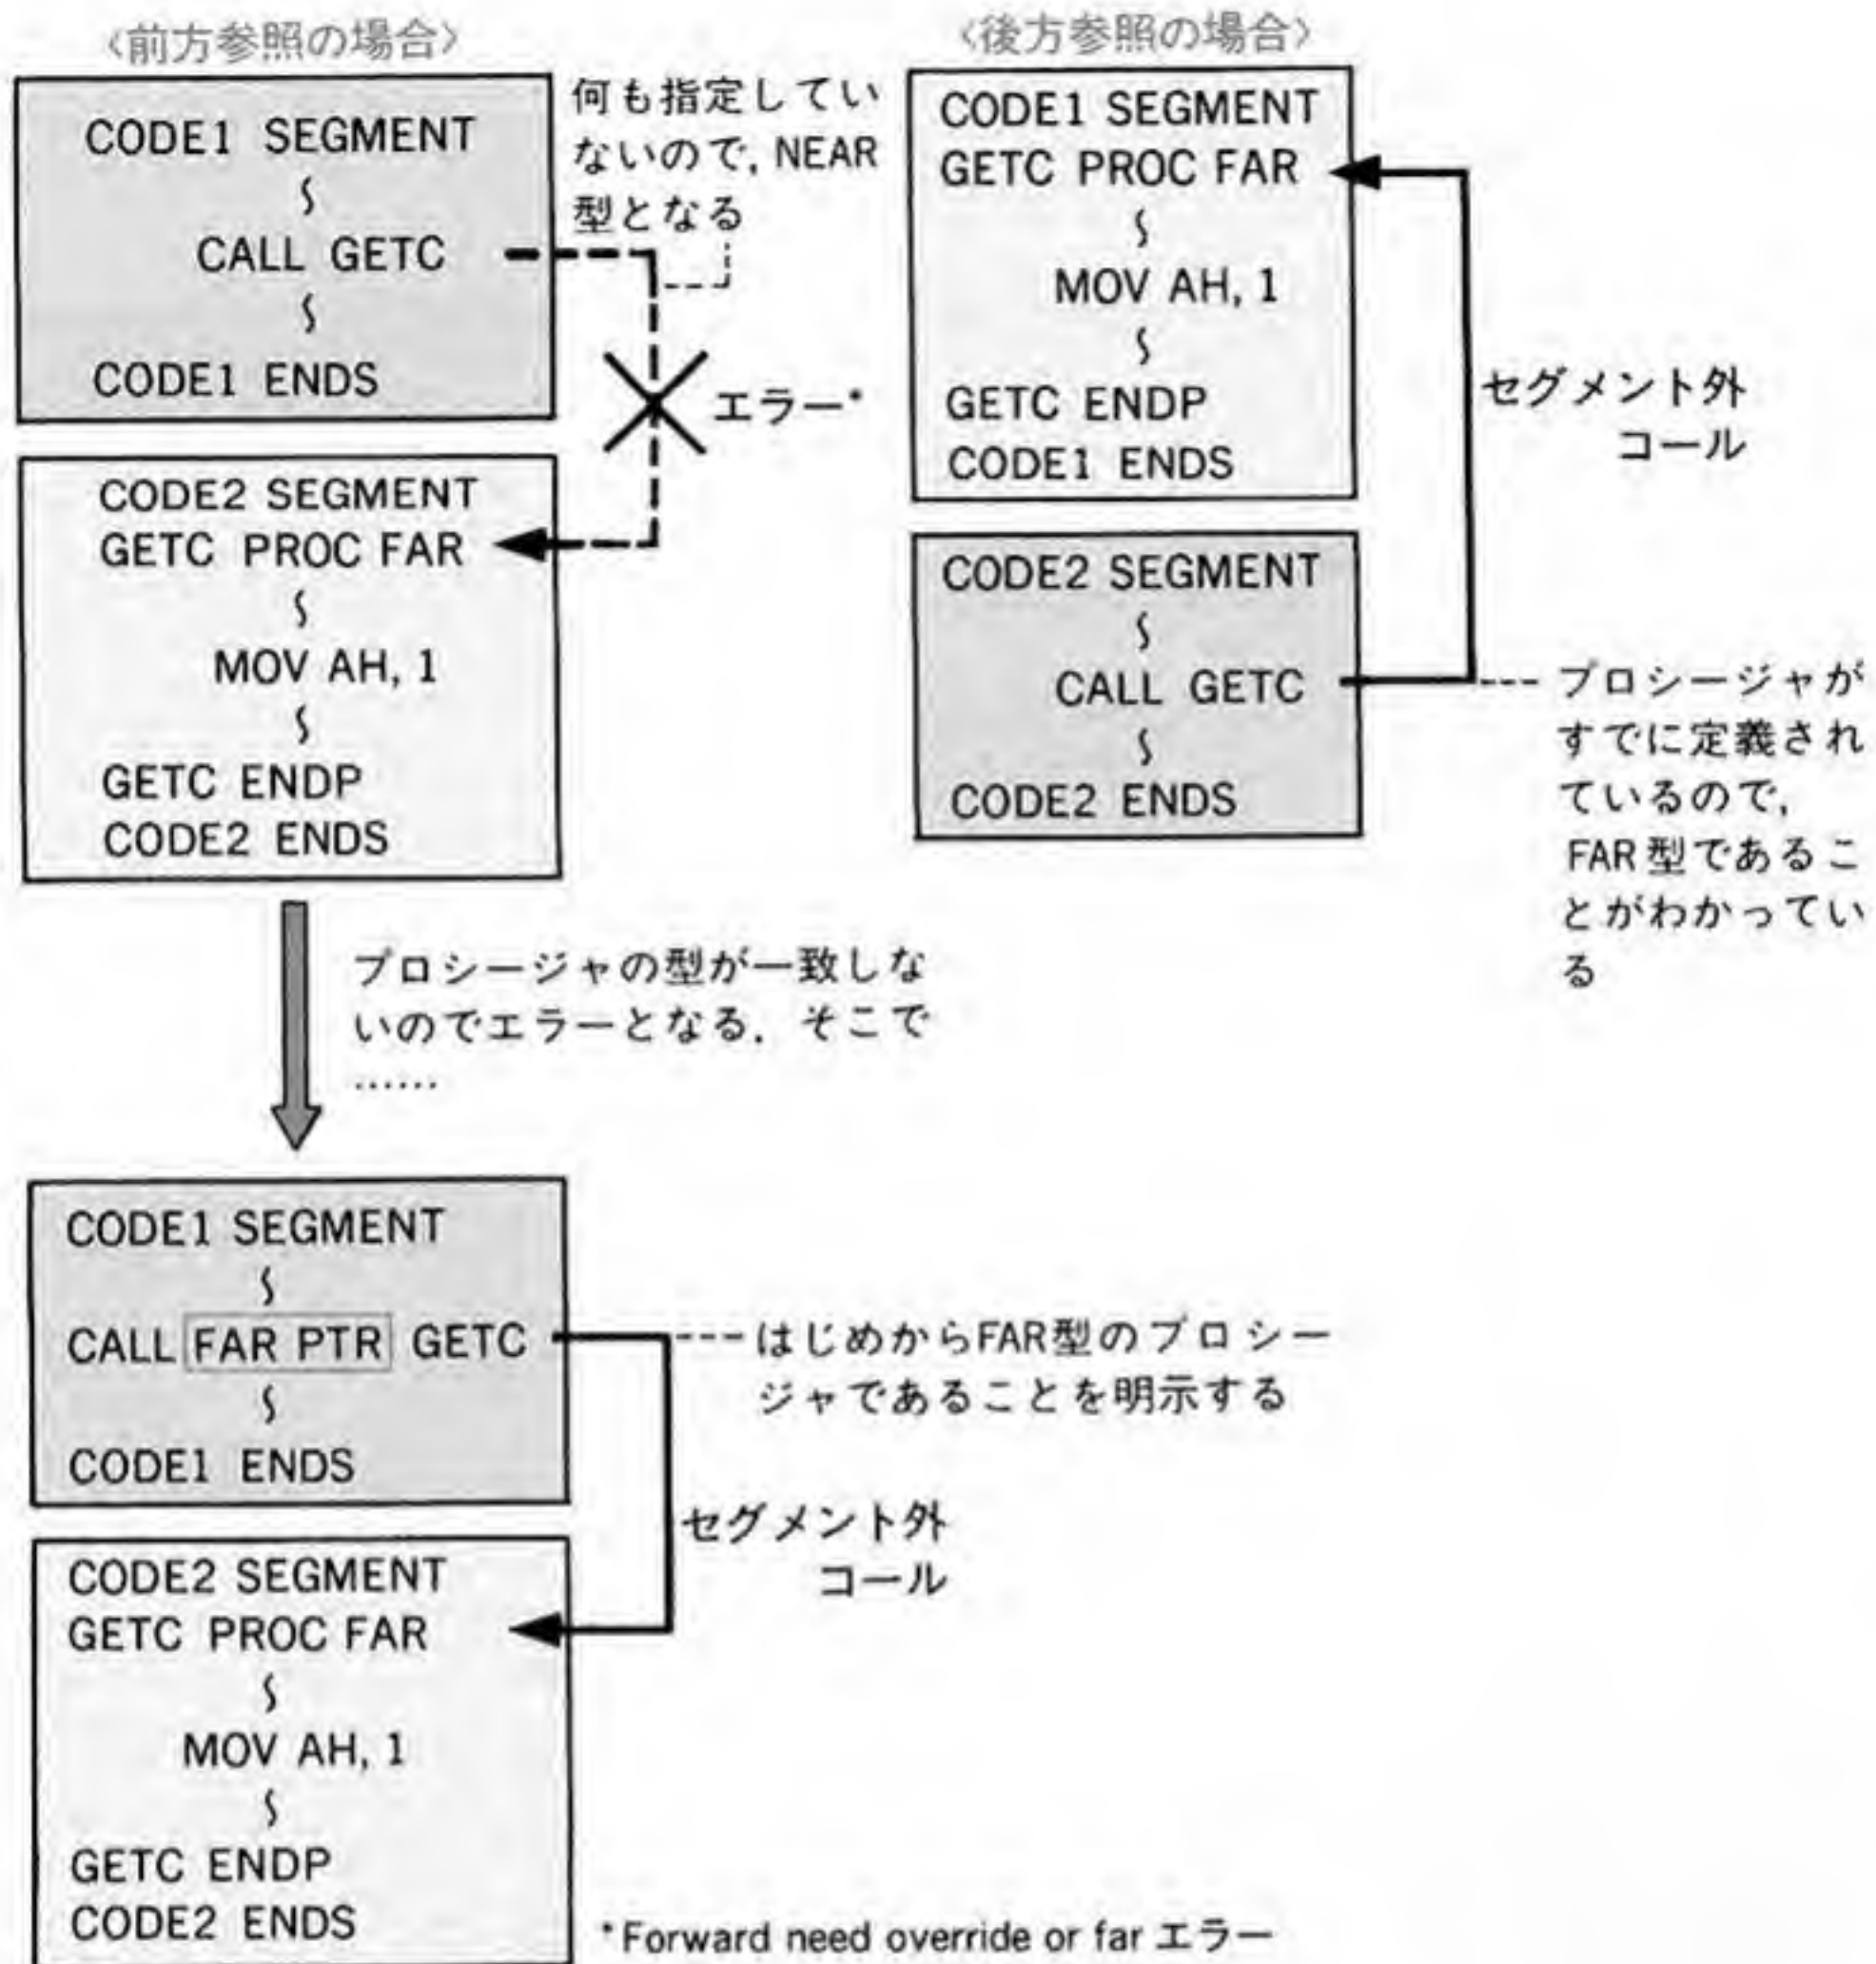 〈前方参照の場合〉
CODE1 SEGMENT
〜
CALL GETC
〜
CODE1 ENDS
何も指定してい
ないので, NEAR
型となる
エラー*
CODE2 SEGMENT
GETC PROC FAR
〜
MOV AH, 1
〜
GETC ENDP
CODE2 ENDS
〈後方参照の場合〉
CODE1 SEGMENT
GETC PROC FAR
〜
MOV AH, 1
〜
GETC ENDP
CODE1 ENDS
セグメント外
コール
CODE2 SEGMENT
〜
CALL GETC
〜
CODE2 ENDS
プロシージャが
すでに定義され
ているので,
FAR型であるこ
とがわかってい
る
プロシージャの型が一致しな
いのでエラーとなる. そこで
……
CODE1 SEGMENT
〜
CALL FAR PTR GETC
〜
CODE1 ENDS
はじめからFAR型のプロシー
ジャであることを明示する
セグメント外
コール
CODE2 SEGMENT
GETC PROC FAR
〜
MOV AH, 1
〜
GETC ENDP
CODE2 ENDS
*Forward need override or far エラー